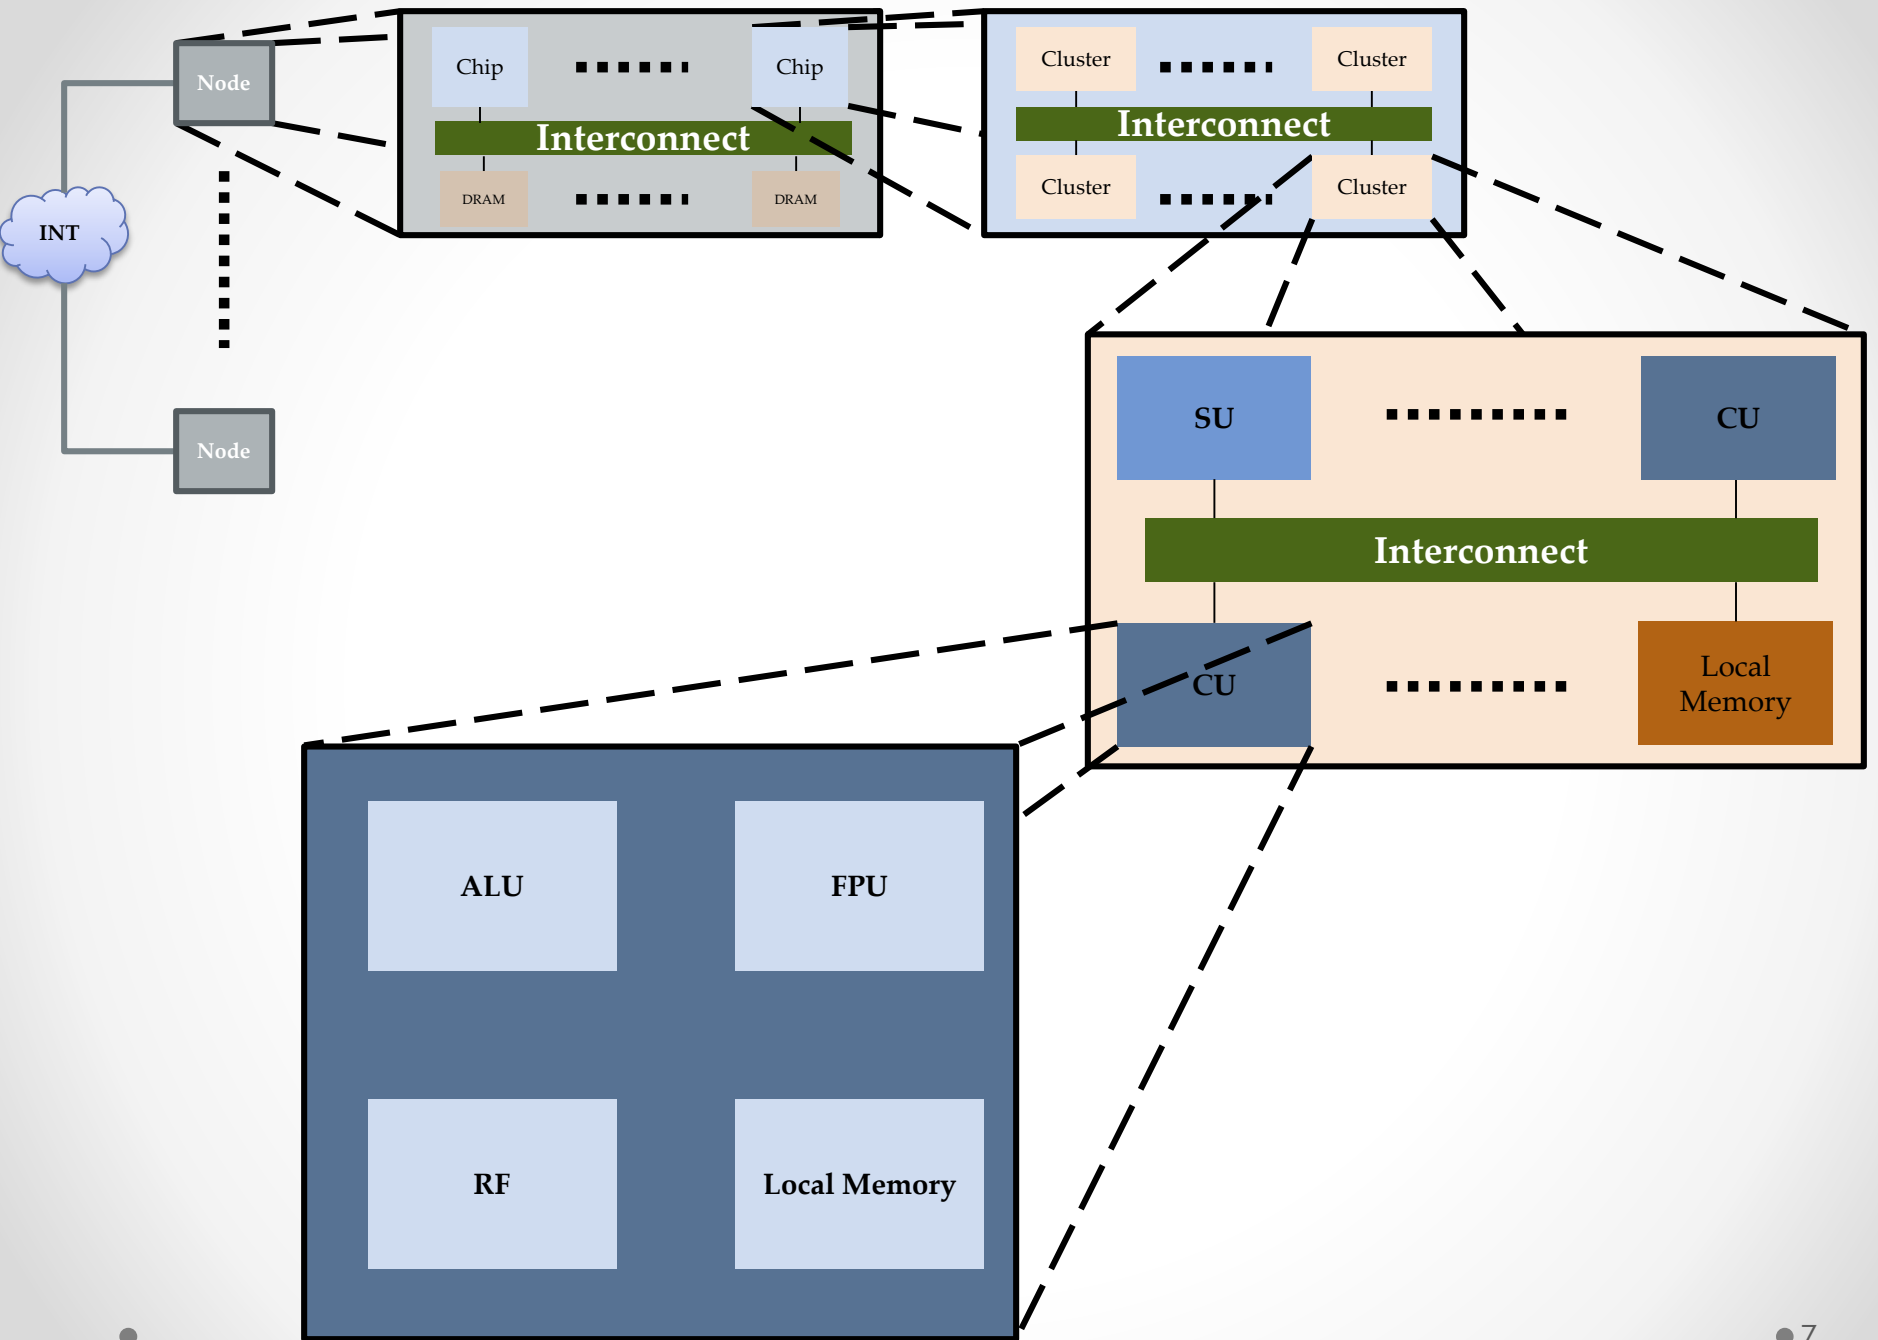 Node
Chip
Chip
Interconnect
DRAM
DRAM
Cluster
Cluster
Interconnect
Cluster
Cluster
INT
Node
SU
CU
Interconnect
CU
Local
Memory
ALU
FPU
RF
Local Memory
7